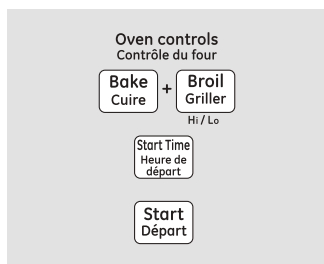 Oven controls
Contrôle du four
Bake + Broil
Cuire Griller
Hi / Lo
Start Time
Heure de
départ
Start
Départ